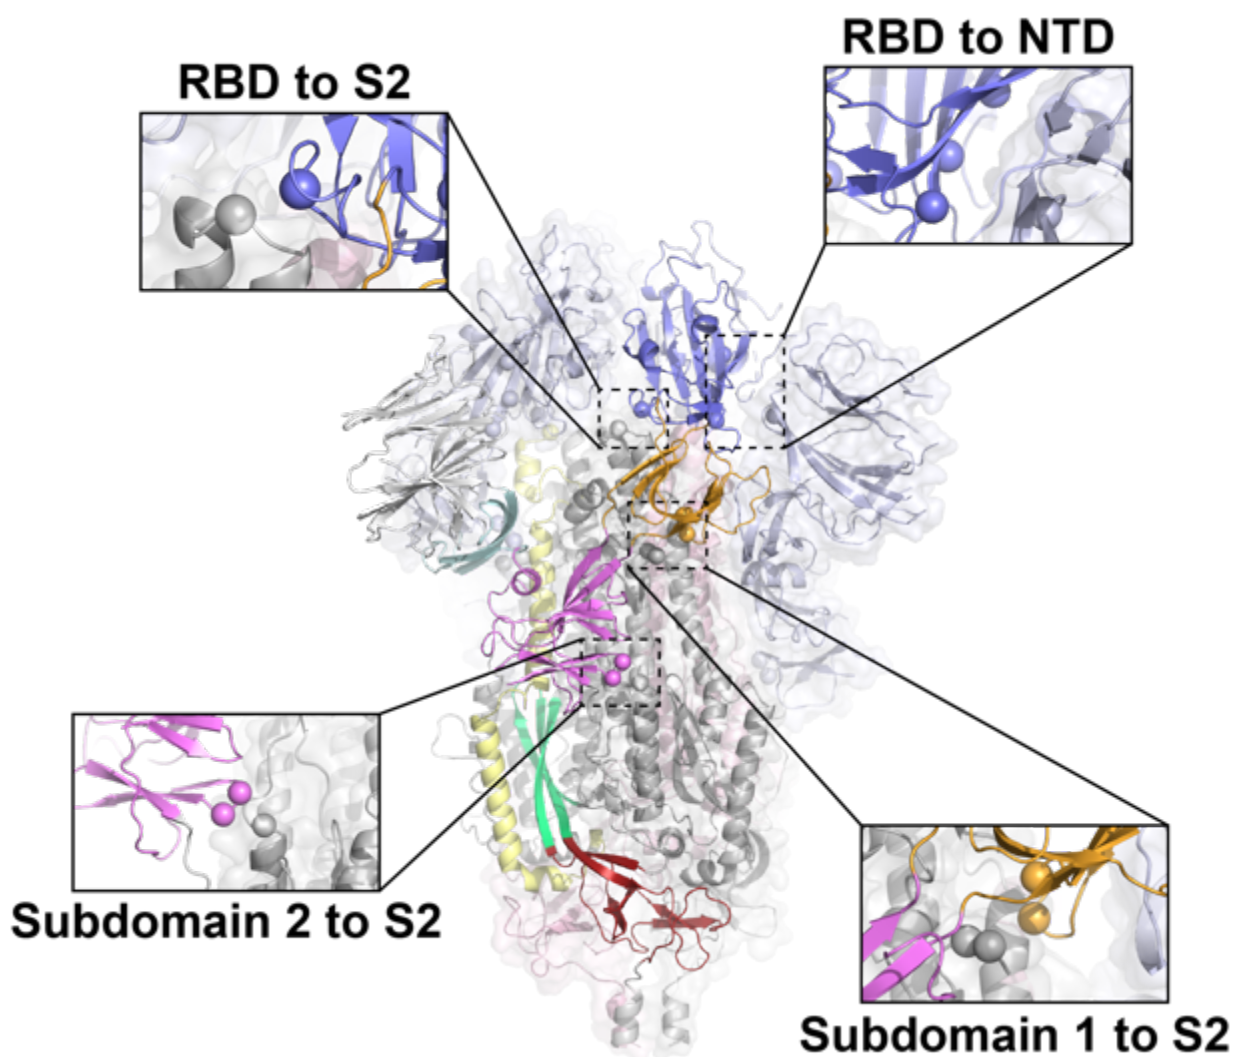 RBD to NTD
RBD to S2
Subdomain 2 to S2
Subdomain 1 to S2